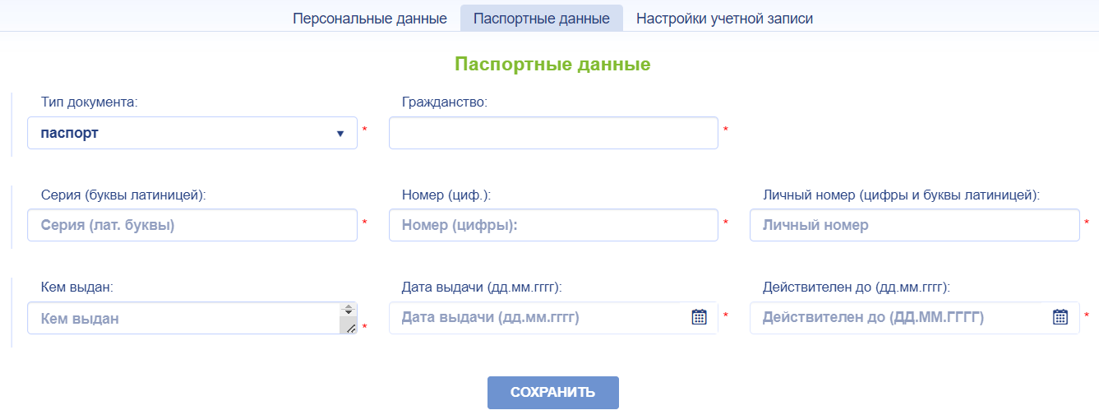 Персональные данные Паспортные данные Настройки учетной записи
Паспортные данные
Тип документа: Гражданство:
паспорт * *
Серия (буквы латиницей): Номер (циф.): Личный номер (цифры и буквы латиницей):
Серия (лат. буквы) * Номер (цифры): * Личный номер *
Кем выдан: Дата выдачи (дд.мм.гггг): Действителен до (дд.мм.гггг):
Кем выдан * Дата выдачи (дд.мм.гггг) * Действителен до (ДД.ММ.ГГГГ) *
СОХРАНИТЬ